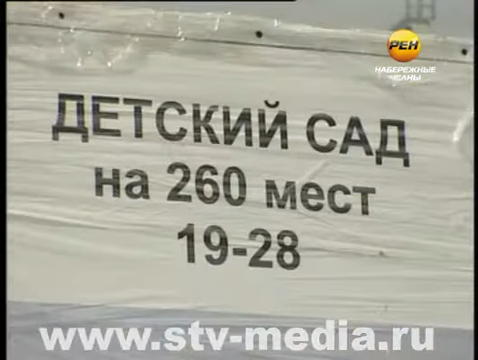 РЕН
НАБЕРЕЖНЫЕ
ЧЕЛНЫ
ДЕТСКИЙ САД
на 260 мест
19-28
www.stv-media.ru